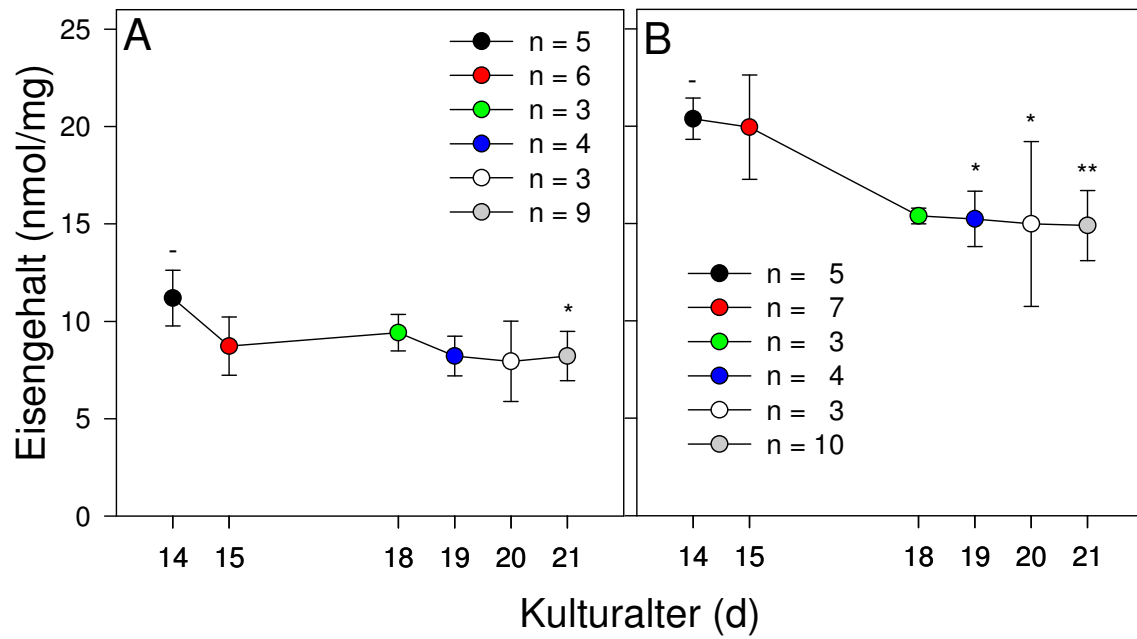 Eisengehalt (nmol/mg)
25
20
15
10
5
0
A
n = 5
n = 6
n = 3
n = 4
n = 3
n = 9
-
*
14 15 18 19 20 21
B
-
*
*
**
n = 5
n = 7
n = 3
n = 4
n = 3
n = 10
14 15 18 19 20 21
Kulturalter (d)